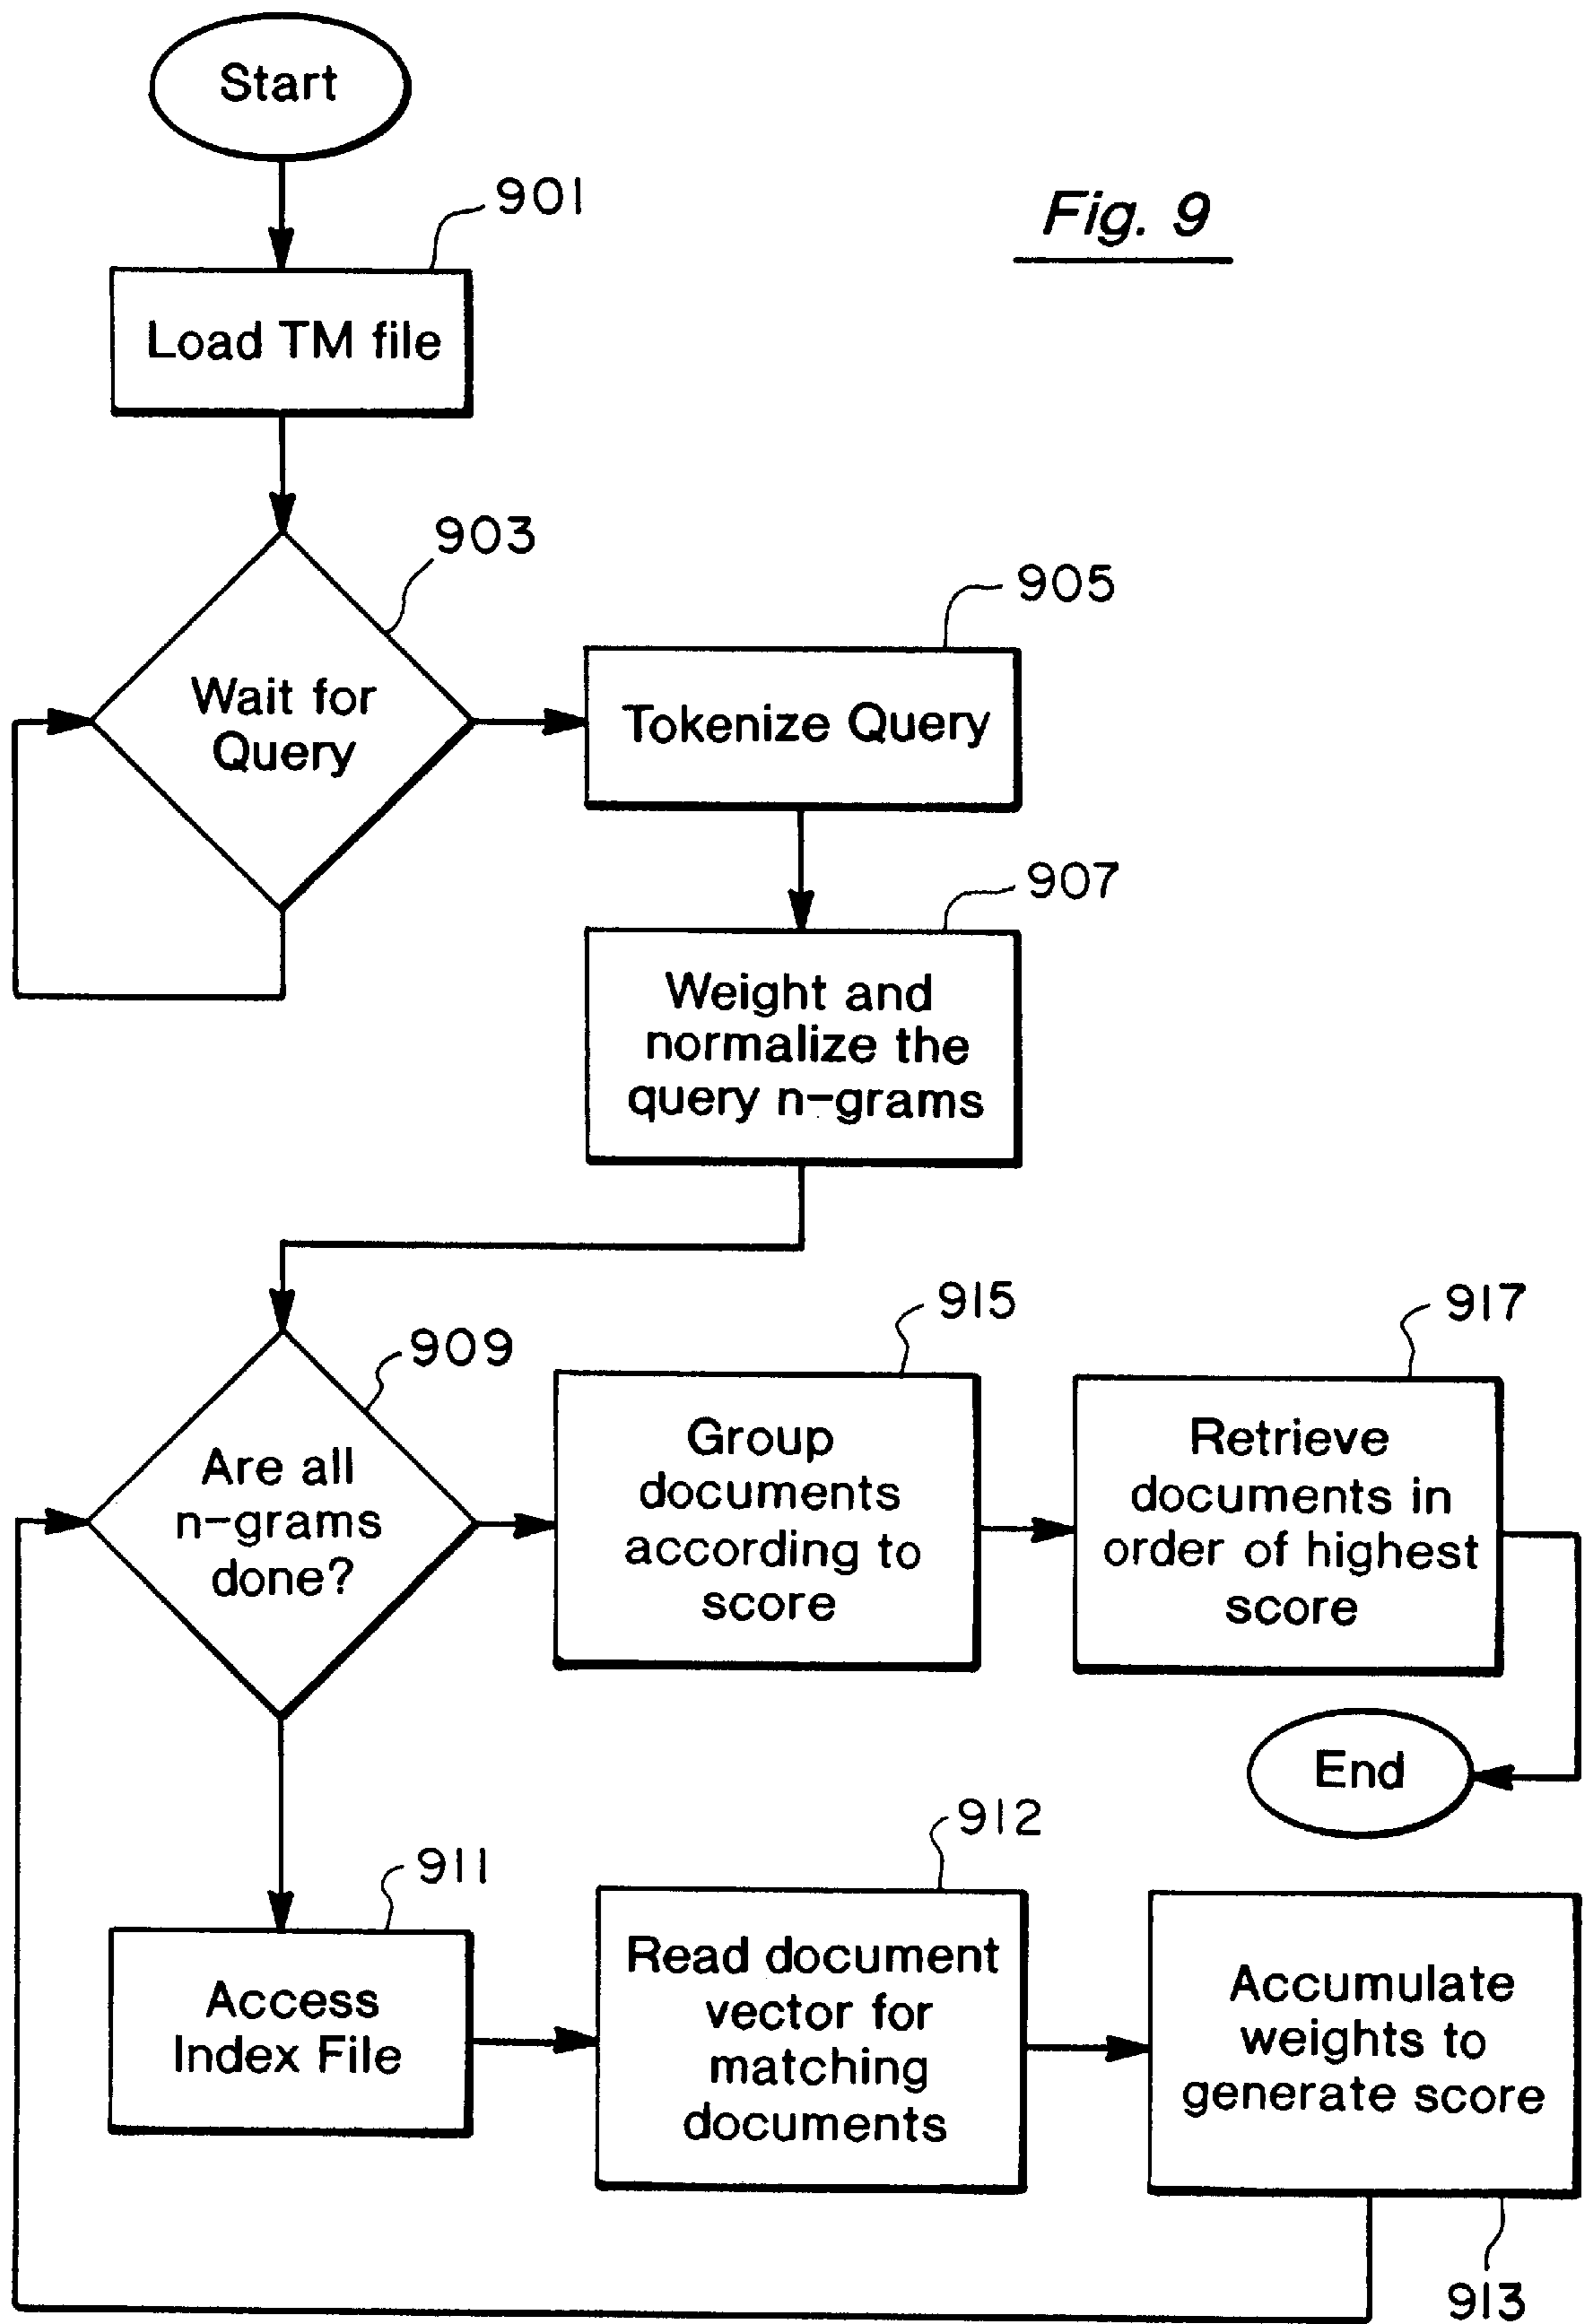 Start
901
Fig. 9
Load TM file
903
905
Wait for
Query
Tokenize Query
907
Weight and
normalize the
query n-grams
915
917
909
Are all
n-grams
done?
Group
documents
according to
score
Retrieve
documents in
order of highest
score
End
912
911
Access
Index File
Read document
vector for
matching
documents
Accumulate
weights to
generate score
913